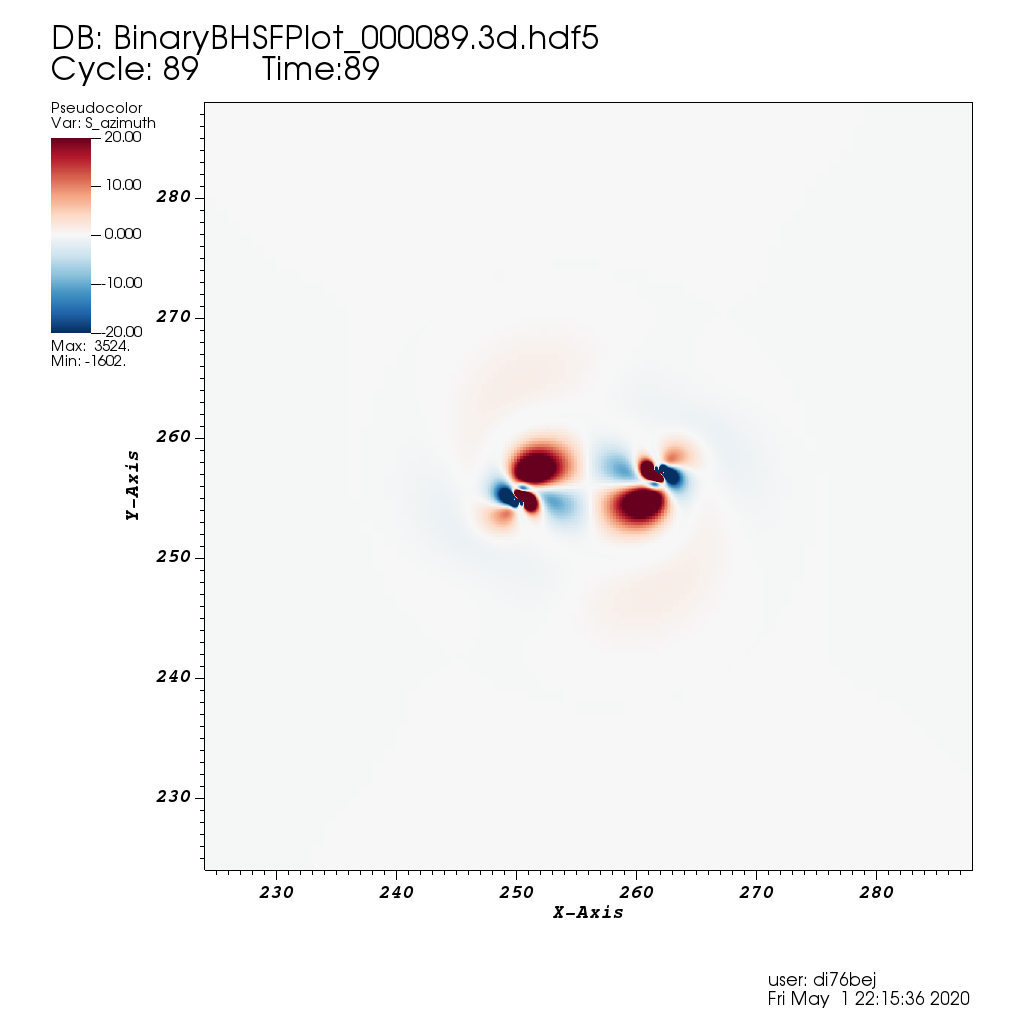 DB: BinaryBHSFPlot_000089.3d.hdf5
Cycle: 89 Time:89
Pseudocolor
Var: S_azimuth
20.00
10.00
0.000
-10.00
-20.00
Max: 3524.
Min: -1602.
280
270
260
250
240
230
Y-Axis
230 240 250 260 270 280
X-Axis
user: di76bej
Fri May 1 22:15:36 2020